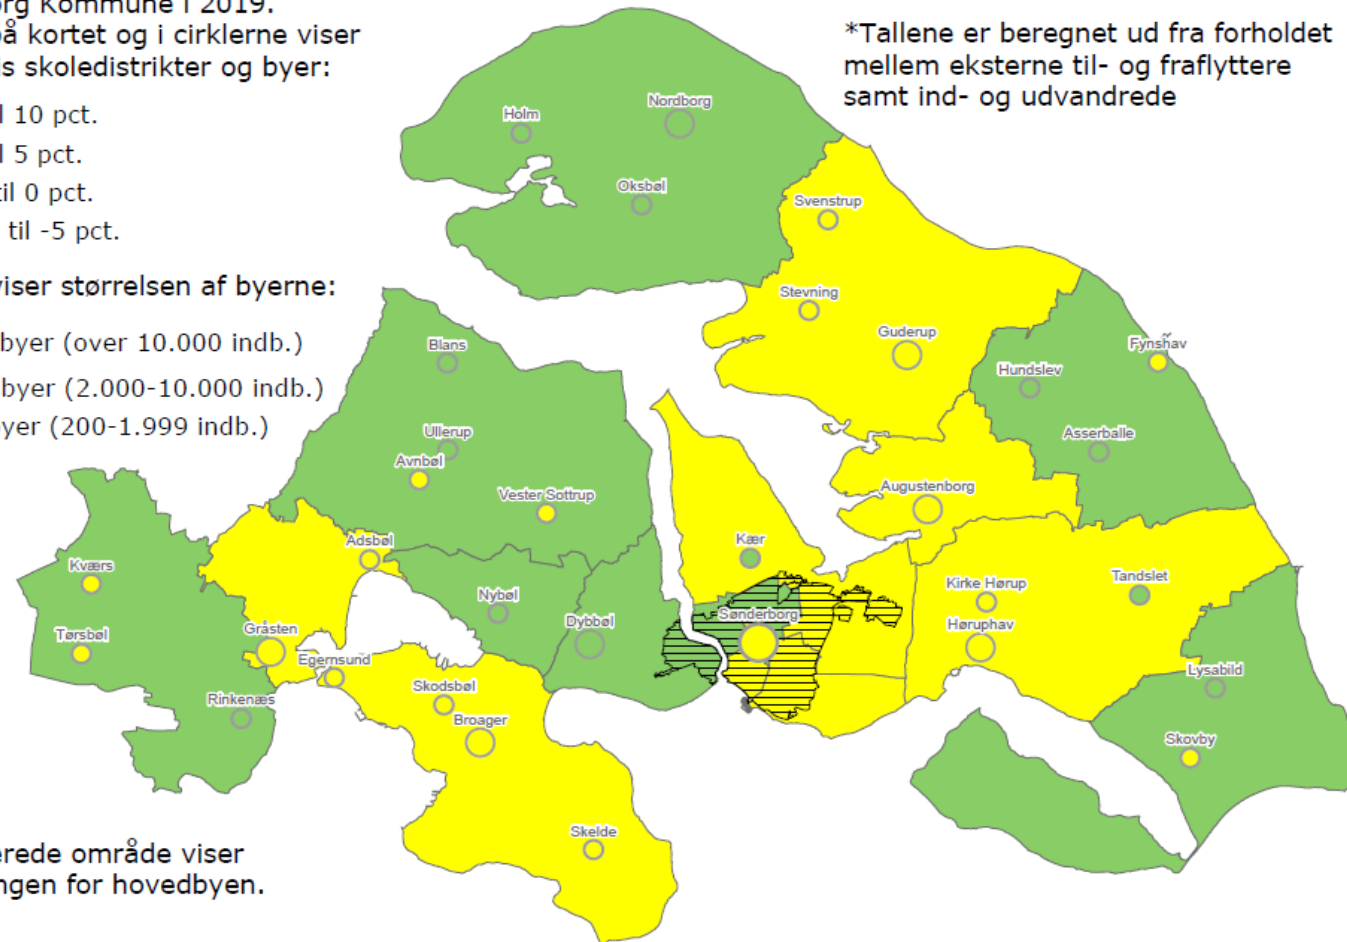 Kommune i 2019.
kortet og i cirklerne viser
skoledistrikter og byer:
10 pct.
5 pct.
til 0 pct.
til -5 pct.
viser størrelsen af byerne:
byer (over 10.000 indb.)
byer (2.000-10.000 indb.)
(200-1.999 indb.)
*Tallene er beregnet ud fra forholdet
mellem eksterne til- og fraflyttere
samt ind- og udvandrede
Holm
Nordborg
Oksbøl
Svenstrup
Stevning
Guderup
Fynshav
Hundslev
Asserballe
Blans
Ullerup
Avnbøl
Vester Sottrup
Augustenborg
Adsbøl
Kær
Kværs
Nybøl
Dybbøl
Sønderborg
Kirke Hørup
Tandslet
Høruphav
Tørsbøl
Gråsten
Egernsund
Skodsbøl
Broager
Rinkenæs
Lysabild
Skovby
Skelde
område viser
for hovedbyen.